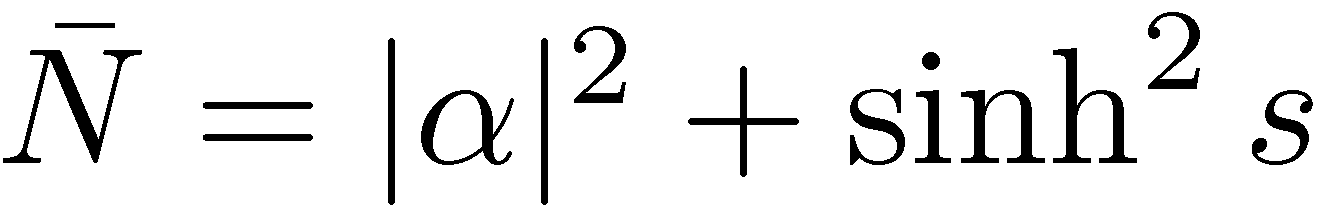 N̄ = |α|² + sinh² s